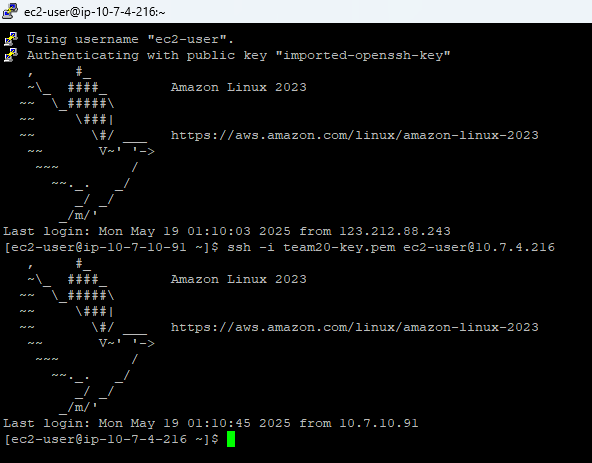 ec2-user@ip-10-7-4-216:~
Using username "ec2-user".
Authenticating with public key "imported-openssh-key"
   ,     #_
   ~\_  ####_        Amazon Linux 2023
  ~~  \_#####\
  ~~     \###|
  ~~       \#/ ___   https://aws.amazon.com/linux/amazon-linux-2023
   ~~       V~' '->
    ~~~         /
      ~~._.   _/
         _/ _/
       _/m/'
Last login: Mon May 19 01:10:03 2025 from 123.212.88.243
[ec2-user@ip-10-7-10-91 ~]$ ssh -i team20-key.pem ec2-user@10.7.4.216
   ,     #_
   ~\_  ####_        Amazon Linux 2023
  ~~  \_#####\
  ~~     \###|
  ~~       \#/ ___   https://aws.amazon.com/linux/amazon-linux-2023
   ~~       V~' '->
    ~~~         /
      ~~._.   _/
         _/ _/
       _/m/'
Last login: Mon May 19 01:10:45 2025 from 10.7.10.91
[ec2-user@ip-10-7-4-216 ~]$